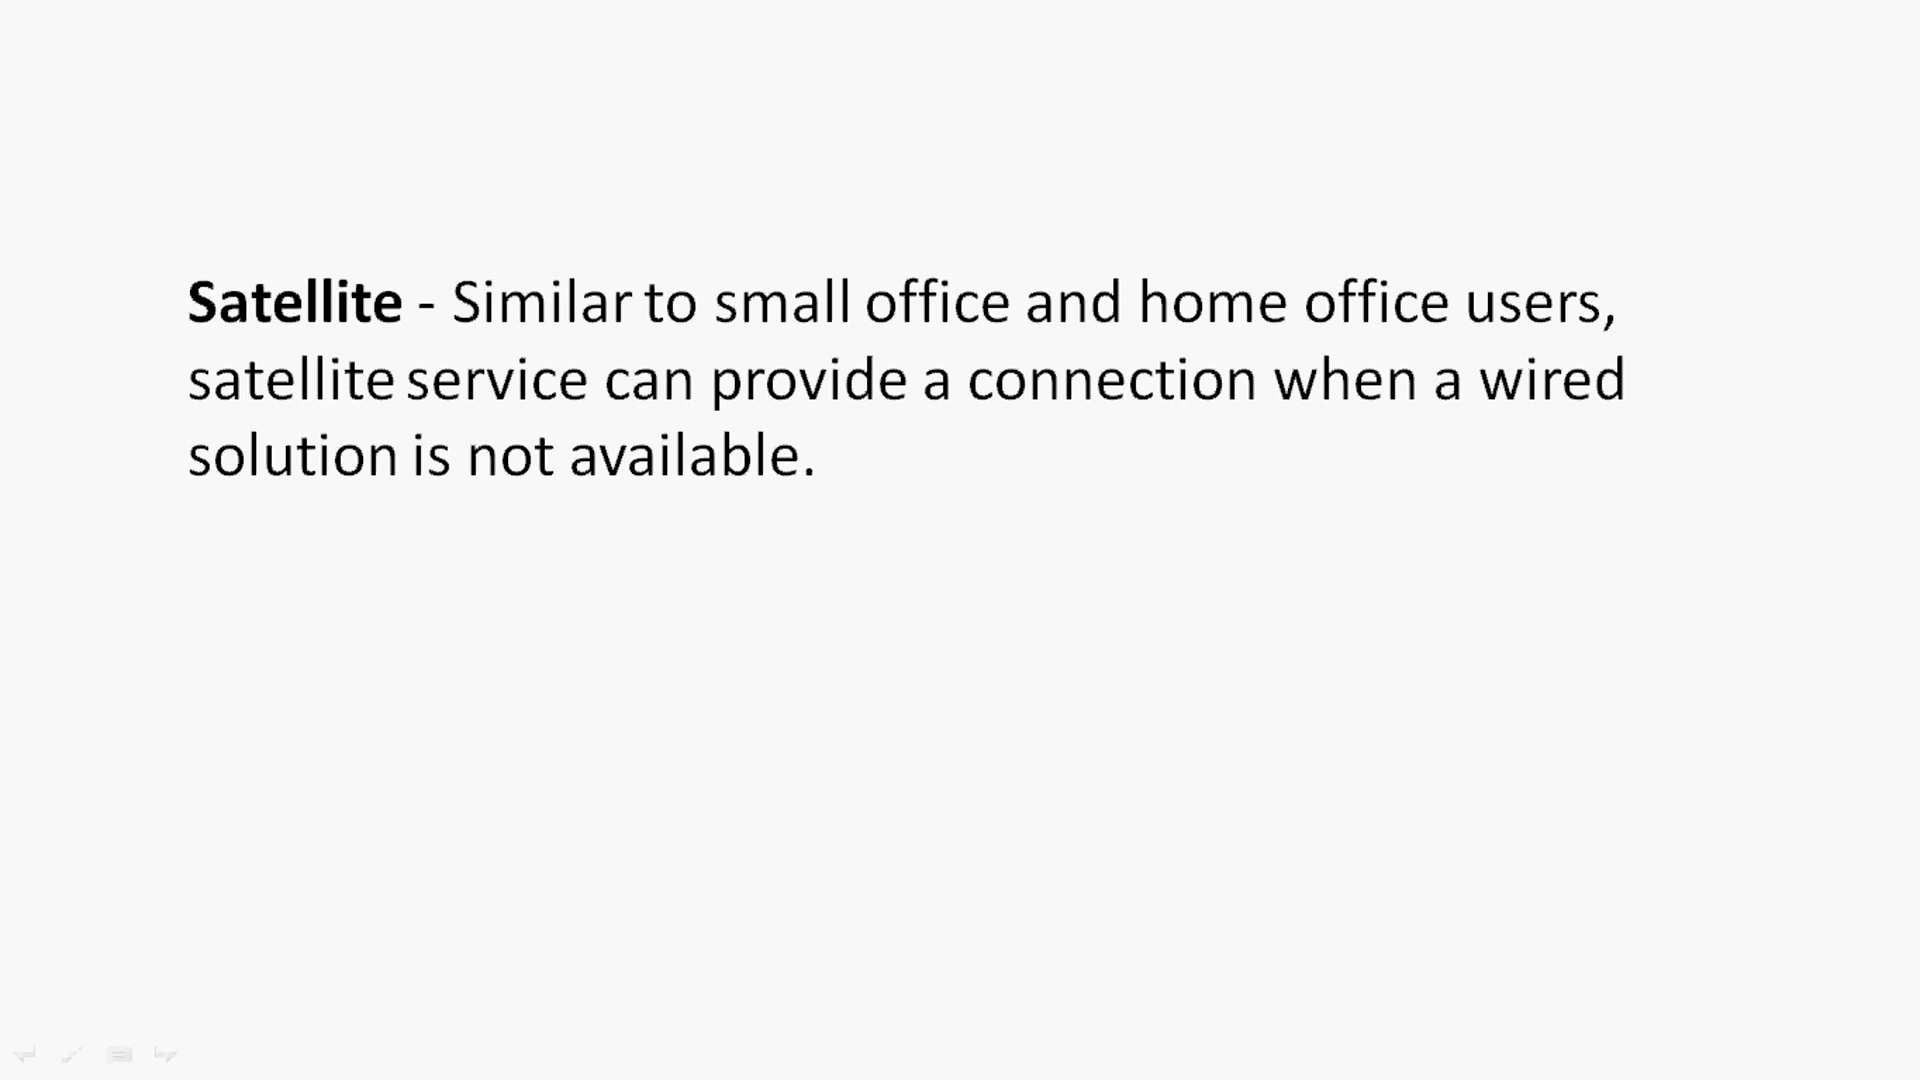 Satellite - Similar to small office and home office users,
satellite service can provide a connection when a wired
solution is not available.